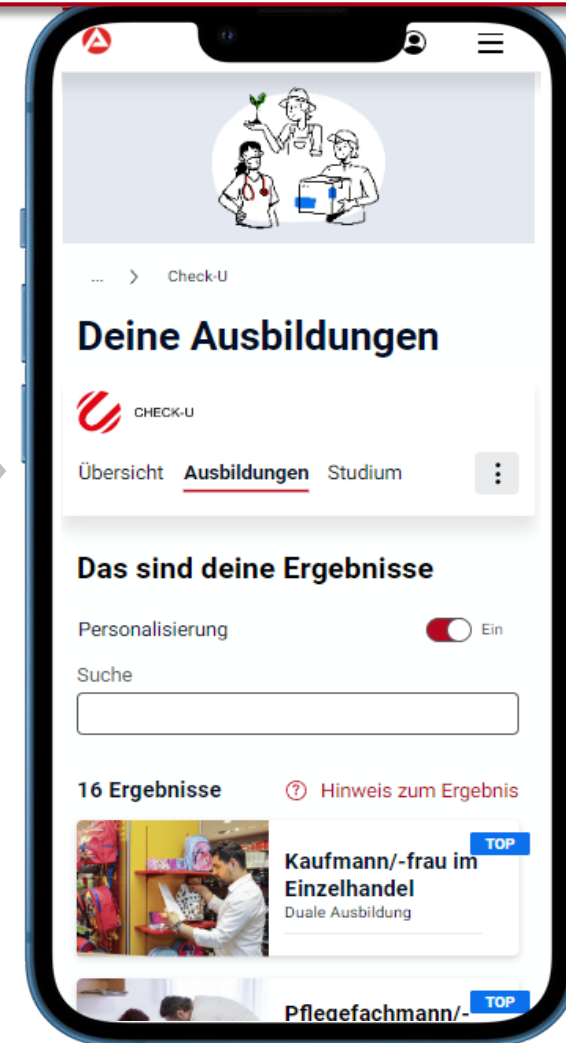 ... > Check-U
Deine Ausbildungen
CHECK-U
Übersicht Ausbildungen Studium
Das sind deine Ergebnisse
Personalisierung Ein
Suche
16 Ergebnisse ? Hinweis zum Ergebnis
TOP
Kaufmann/-frau im
Einzelhandel
Duale Ausbildung
TOP
Pflegefachmann/-